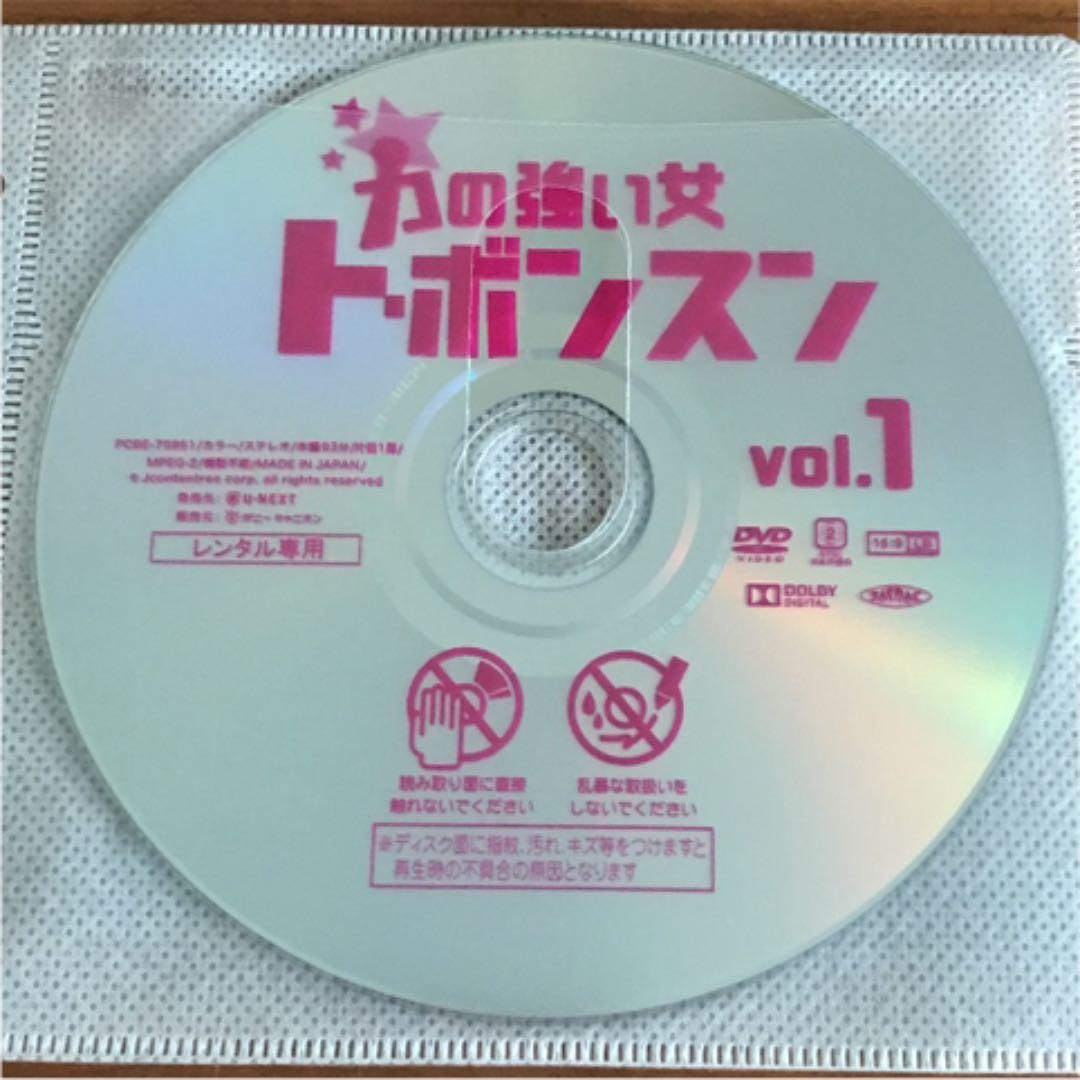 力の強い女
ト・ボンスン
vol.1
PCBE-75951/カラー/ステレオ/本編93分/片面1層/
MPEG-2/複製不能/MADE IN JAPAN/
© Jcontentree corp. all rights reserved
発売元: U-NEXT
販売元: ポニーキャニオン
レンタル専用
DVD
VIDEO
2
16:9 LB
DOLBY
DIGITAL
読み取り面に直接
触れないでください
乱暴な取扱いを
しないでください
※ディスク面に指紋、汚れ、キズ等をつけますと
再生時の不具合の原因となります